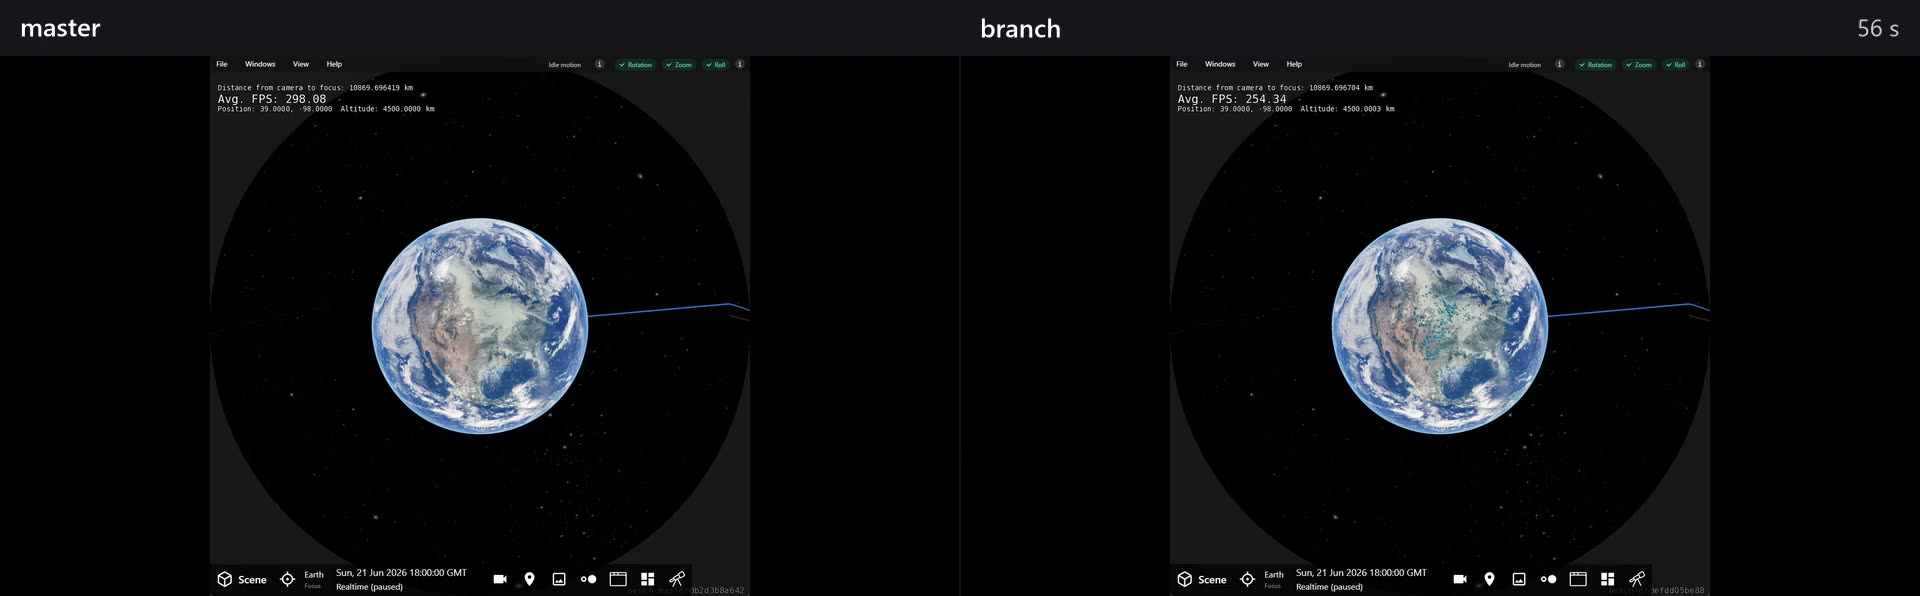 master
branch
56 s
File Windows View Help Idle motion Rotation Zoom Roll
Distance from camera to focus: 10869.696419 km
Avg. FPS: 298.08
Position: 39.0000, -98.0000 Altitude: 4500.0000 km
Scene
Earth
Focus
Sun, 21 Jun 2026 18:00:00 GMT
Realtime (paused)
File Windows View Help Idle motion Rotation Zoom Roll
Distance from camera to focus: 10869.696704 km
Avg. FPS: 254.34
Position: 39.0000, -98.0000 Altitude: 4500.0003 km
Scene
Earth
Focus
Sun, 21 Jun 2026 18:00:00 GMT
Realtime (paused)